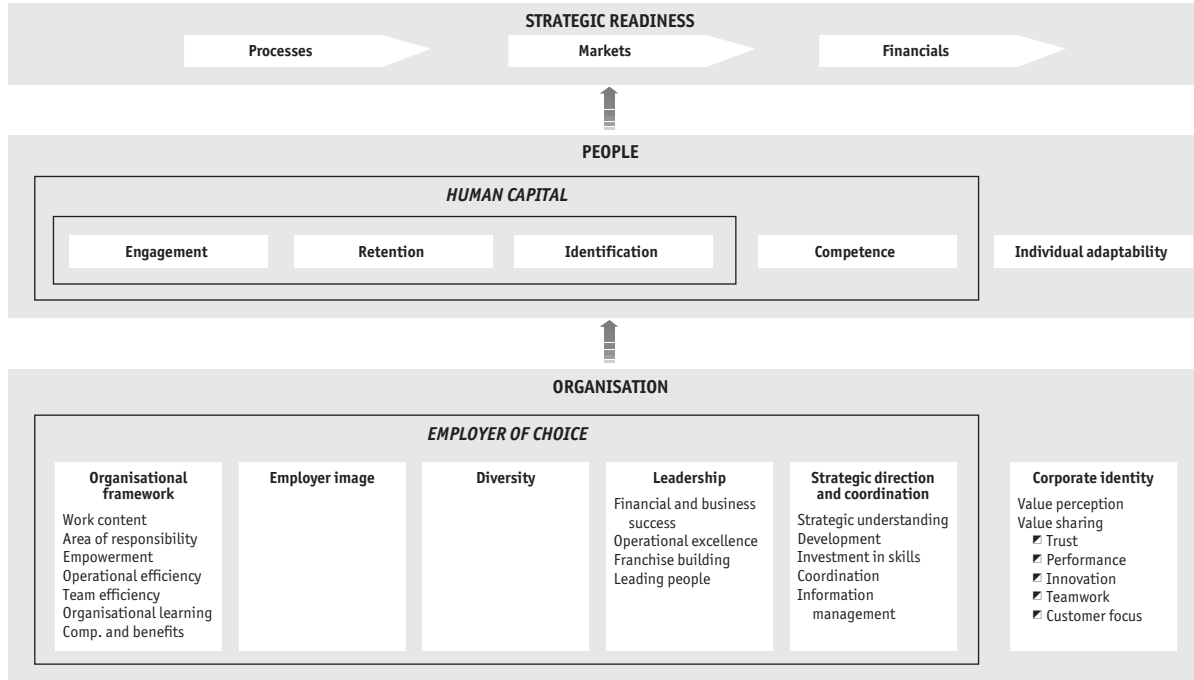 STRATEGIC READINESS
Processes
Markets
Financials
PEOPLE
HUMAN CAPITAL
Engagement
Retention
Identification
Competence
Individual adaptability
ORGANISATION
EMPLOYER OF CHOICE
Organisational
framework
Work content
Area of responsibility
Empowerment
Operational efficiency
Team efficiency
Organisational learning
Comp. and benefits
Employer image
Diversity
Leadership
Financial and business
success
Operational excellence
Franchise building
Leading people
Strategic direction
and coordination
Strategic understanding
Development
Investment in skills
Coordination
Information
management
Corporate identity
Value perception
Value sharing
Trust
Performance
Innovation
Teamwork
Customer focus